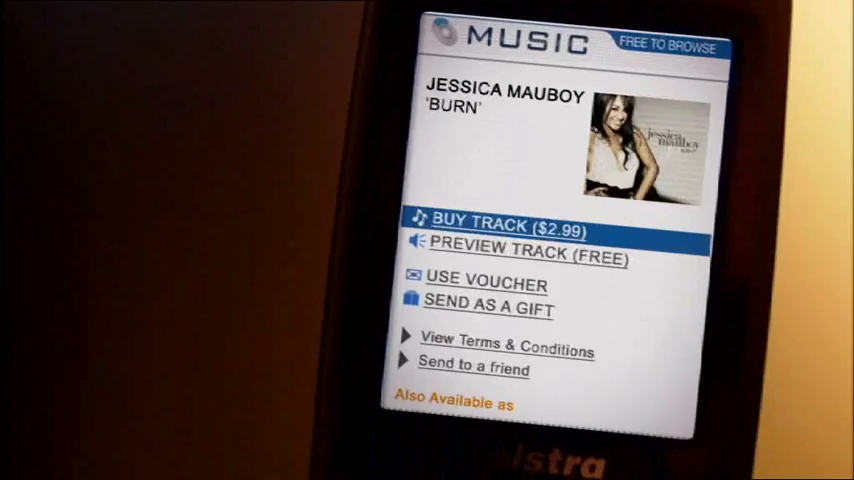 MUSIC
FREE TO BROWSE
JESSICA MAUBOY
'BURN'
jessica
mauboy
BUY TRACK ($2.99)
PREVIEW TRACK (FREE)
USE VOUCHER
SEND AS A GIFT
View Terms & Conditions
Send to a friend
Also Available as
elstra